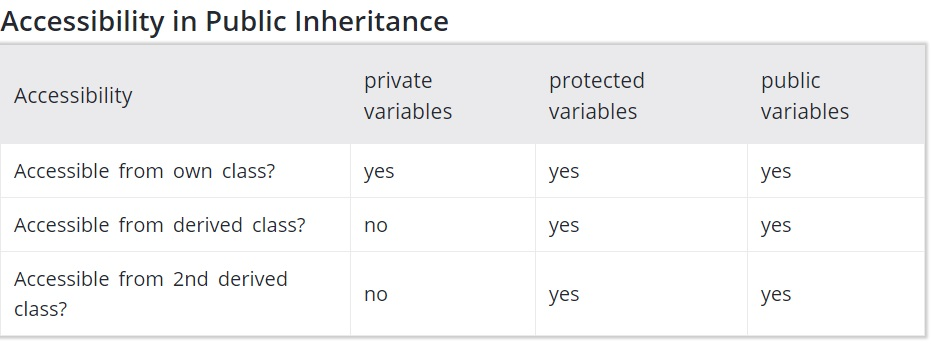 Accessibility in Public Inheritance
Accessibility
private
variables
protected
variables
public
variables
Accessible from own class?
yes
yes
yes
Accessible from derived class?
no
yes
yes
Accessible from 2nd derived
class?
no
yes
yes